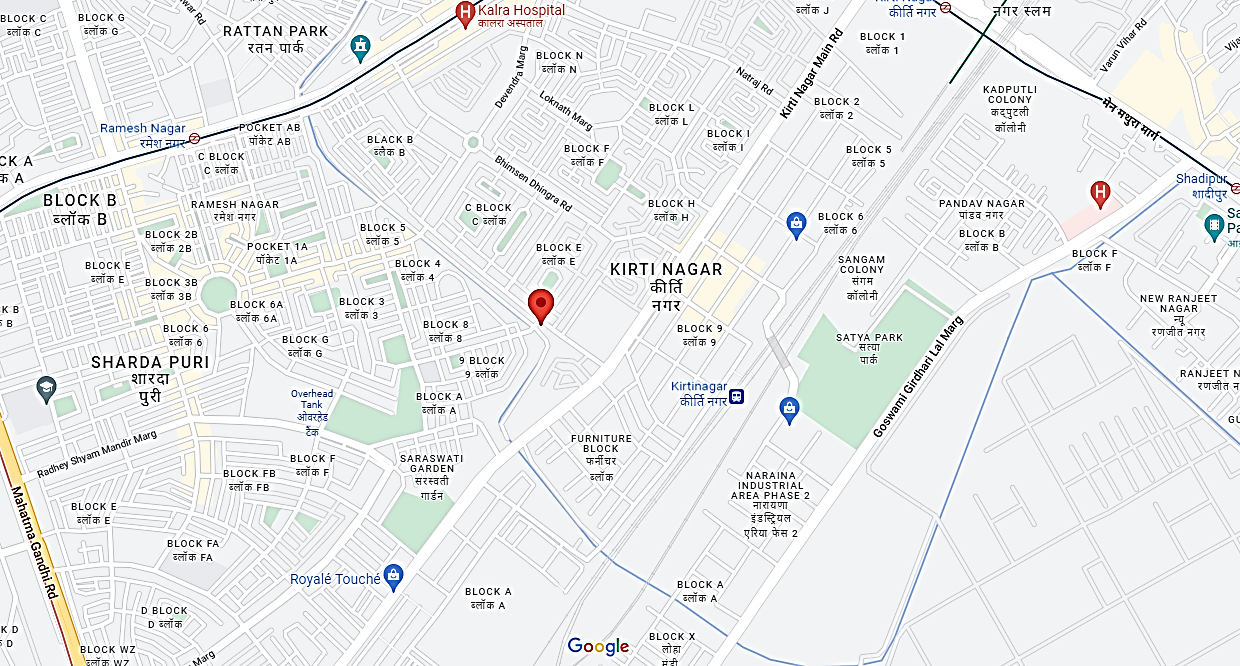 BLOCK C
ब्लॉक C
BLOCK G
ब्लॉक G
RATTAN PARK
रतन पार्क
Kalra Hospital
कालरा अस्पताल
BLOCK J
ब्लॉक J
कीर्ति नगर
नगर स्लम
BLOCK 1
ब्लॉक 1
Varun Vihar Rd
Kirti Nagar Main Rd
BLOCK N
ब्लॉक N
Devendra Marg
Natraj Rd
Loknath Marg
BLOCK L
ब्लॉक L
BLOCK 2
ब्लॉक 2
KADPUTLI
COLONY
कदपुटली
कॉलोनी
मेन मथुरा मार्ग
Ramesh Nagar
रमेश नगर
POCKET AB
पॉकेट AB
BLACK B
ब्लैक B
BLOCK I
ब्लॉक I
BLOCK F
ब्लॉक F
BLOCK 5
ब्लॉक 5
C BLOCK
C ब्लॉक
Bhimsen Dhingra Rd
Shadipur
शादीपुर
BLOCK B
ब्लॉक B
RAMESH NAGAR
रमेश नगर
C BLOCK
C ब्लॉक
BLOCK H
ब्लॉक H
BLOCK 6
ब्लॉक 6
PANDAV NAGAR
पांडव नगर
BLOCK B
ब्लॉक B
BLOCK 2B
ब्लॉक 2B
POCKET 1A
पॉकेट 1A
BLOCK 5
ब्लॉक 5
BLOCK E
ब्लॉक E
BLOCK E
ब्लॉक E
BLOCK 4
ब्लॉक 4
KIRTI NAGAR
कीर्ति
नगर
SANGAM
COLONY
संगम
कॉलोनी
BLOCK F
ब्लॉक F
BLOCK 3B
ब्लॉक 3B
BLOCK 6A
ब्लॉक 6A
BLOCK 3
ब्लॉक 3
NEW RANJEET
NAGAR
न्यू
रणजीत नगर
BLOCK 6
ब्लॉक 6
BLOCK G
ब्लॉक G
BLOCK 8
ब्लॉक 8
BLOCK 9
ब्लॉक 9
SATYA PARK
सत्या
पार्क
SHARDA PURI
शारदा
पुरी
9 BLOCK
9 ब्लॉक
Goswami Girdhari Lal Marg
Kirtinagar
कीर्ति नगर
Overhead
Tank
ओवरहेड
टैंक
BLOCK A
ब्लॉक A
Radhey Shyam Mandir Marg
FURNITURE
BLOCK
फर्नीचर
ब्लॉक
BLOCK F
ब्लॉक F
SARASWATI
GARDEN
सरस्वती
गार्डन
BLOCK FB
ब्लॉक FB
NARAINA
INDUSTRIAL
AREA PHASE 2
नारायणा
इंडस्ट्रियल
एरिया फेस 2
Mahatma Gandhi Rd
BLOCK E
ब्लॉक E
BLOCK FA
ब्लॉक FA
Royalé Touché
BLOCK A
ब्लॉक A
BLOCK A
ब्लॉक A
D BLOCK
D ब्लॉक
BLOCK WZ
ब्लॉक WZ
Google
BLOCK X
लोहा
मंडी